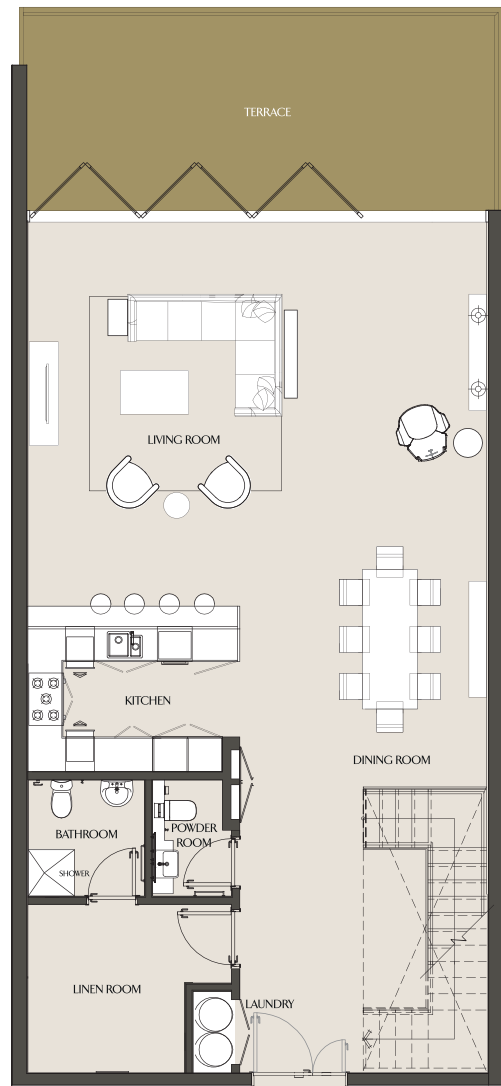 TERRACE
LIVING ROOM
KITCHEN
DINING ROOM
BATHROOM
POWDER
ROOM
SHOWER
LINEN ROOM
LAUNDRY